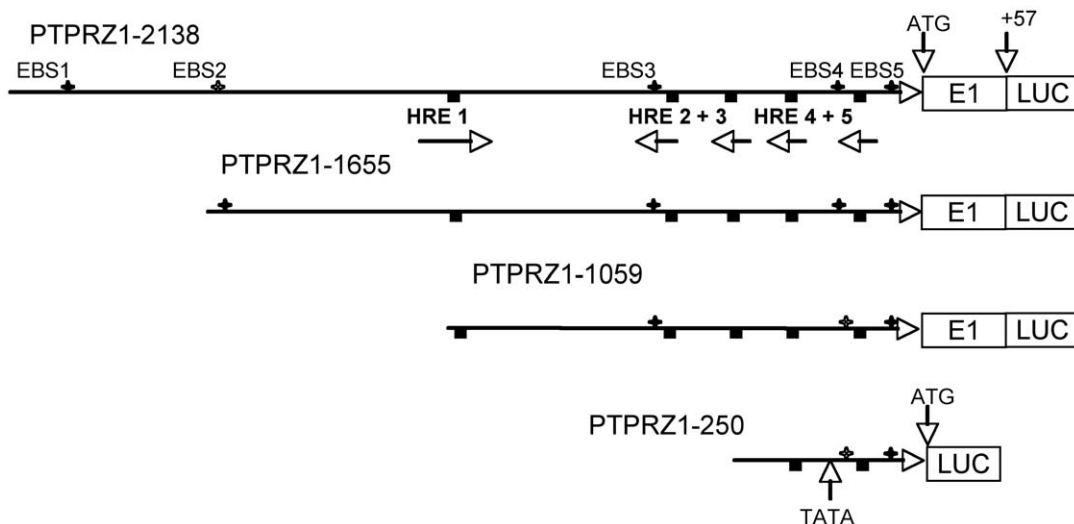 PTPRZ1-2138
ATG +57
EBS1 EBS2 EBS3 EBS4 EBS5
E1 LUC
HRE 1 HRE 2 + 3 HRE 4 + 5
PTPRZ1-1655
E1 LUC
PTPRZ1-1059
E1 LUC
ATG
PTPRZ1-250
LUC
TATA